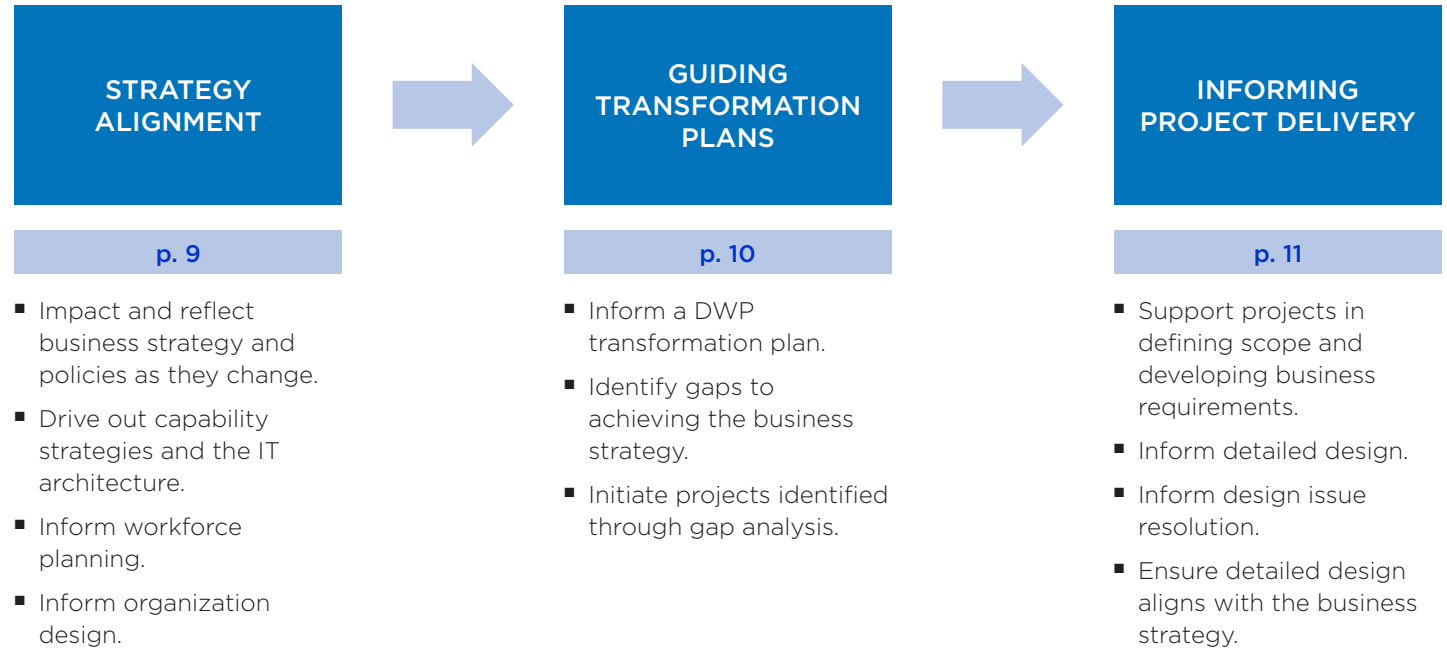 STRATEGY
ALIGNMENT
p. 9
▪ Impact and reflect
business strategy and
policies as they change.
▪ Drive out capability
strategies and the IT
architecture.
▪ Inform workforce
planning.
▪ Inform organization
design.
GUIDING
TRANSFORMATION
PLANS
p. 10
▪ Inform a DWP
transformation plan.
▪ Identify gaps to
achieving the business
strategy.
▪ Initiate projects identified
through gap analysis.
INFORMING
PROJECT DELIVERY
p. 11
▪ Support projects in
defining scope and
developing business
requirements.
▪ Inform detailed design.
▪ Inform design issue
resolution.
▪ Ensure detailed design
aligns with the business
strategy.